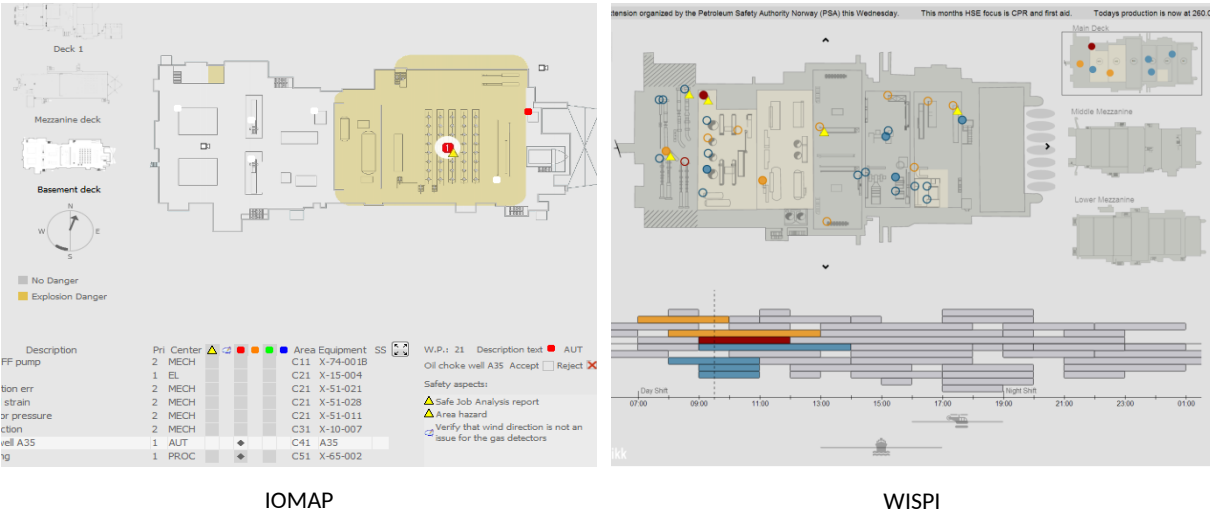 Deck 1
Mezzanine deck
Basement deck
N
W E
S
No Danger
Explosion Danger
Description Pri Center Area Equipment SS
FF pump 2 MECH C11 X-74-001B
1 EL C21 X-15-004
tion err 2 MECH C21 X-51-021
strain 2 MECH C21 X-51-028
or pressure 2 MECH C21 X-51-011
ction 2 MECH C31 X-10-007
vell A35 1 AUT C41 A35
ng 1 PROC C51 X-65-002
W.P.: 21 Description text AUT
Oil choke well A35 Accept Reject
Safety aspects:
Safe Job Analysis report
Area hazard
Verify that wind direction is not an
issue for the gas detectors
IOMAP
tension organized by the Petroleum Safety Authority Norway (PSA) this Wednesday. This months HSE focus is CPR and first aid. Todays production is now at 260.0
Main Deck
Middle Mezzanine
Lower Mezzanine
Day Shift Night Shift
07:00 09:00 11:00 13:00 15:00 17:00 19:00 21:00 23:00 01:00
ikk
WISPI